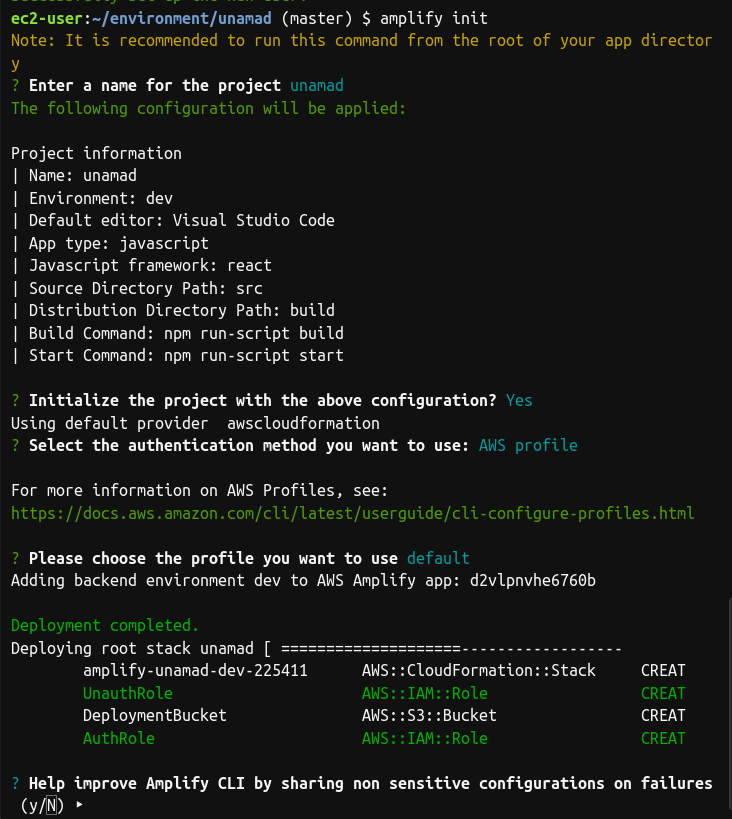 ec2-user:~/environment/unamad (master) $ amplify init
Note: It is recommended to run this command from the root of your app director
y
? Enter a name for the project unamad
The following configuration will be applied:
Project information
| Name: unamad
| Environment: dev
| Default editor: Visual Studio Code
| App type: javascript
| Javascript framework: react
| Source Directory Path: src
| Distribution Directory Path: build
| Build Command: npm run-script build
| Start Command: npm run-script start
? Initialize the project with the above configuration? Yes
Using default provider  awscloudformation
? Select the authentication method you want to use: AWS profile
For more information on AWS Profiles, see:
https://docs.aws.amazon.com/cli/latest/userguide/cli-configure-profiles.html
? Please choose the profile you want to use default
Adding backend environment dev to AWS Amplify app: d2vlpnvhe6760b
Deployment completed.
Deploying root stack unamad [ ====================------------------
amplify-unamad-dev-225411 AWS::CloudFormation::Stack CREAT
UnauthRole AWS::IAM::Role CREAT
DeploymentBucket AWS::S3::Bucket CREAT
AuthRole AWS::IAM::Role CREAT
? Help improve Amplify CLI by sharing non sensitive configurations on failures
(y/N) ‣